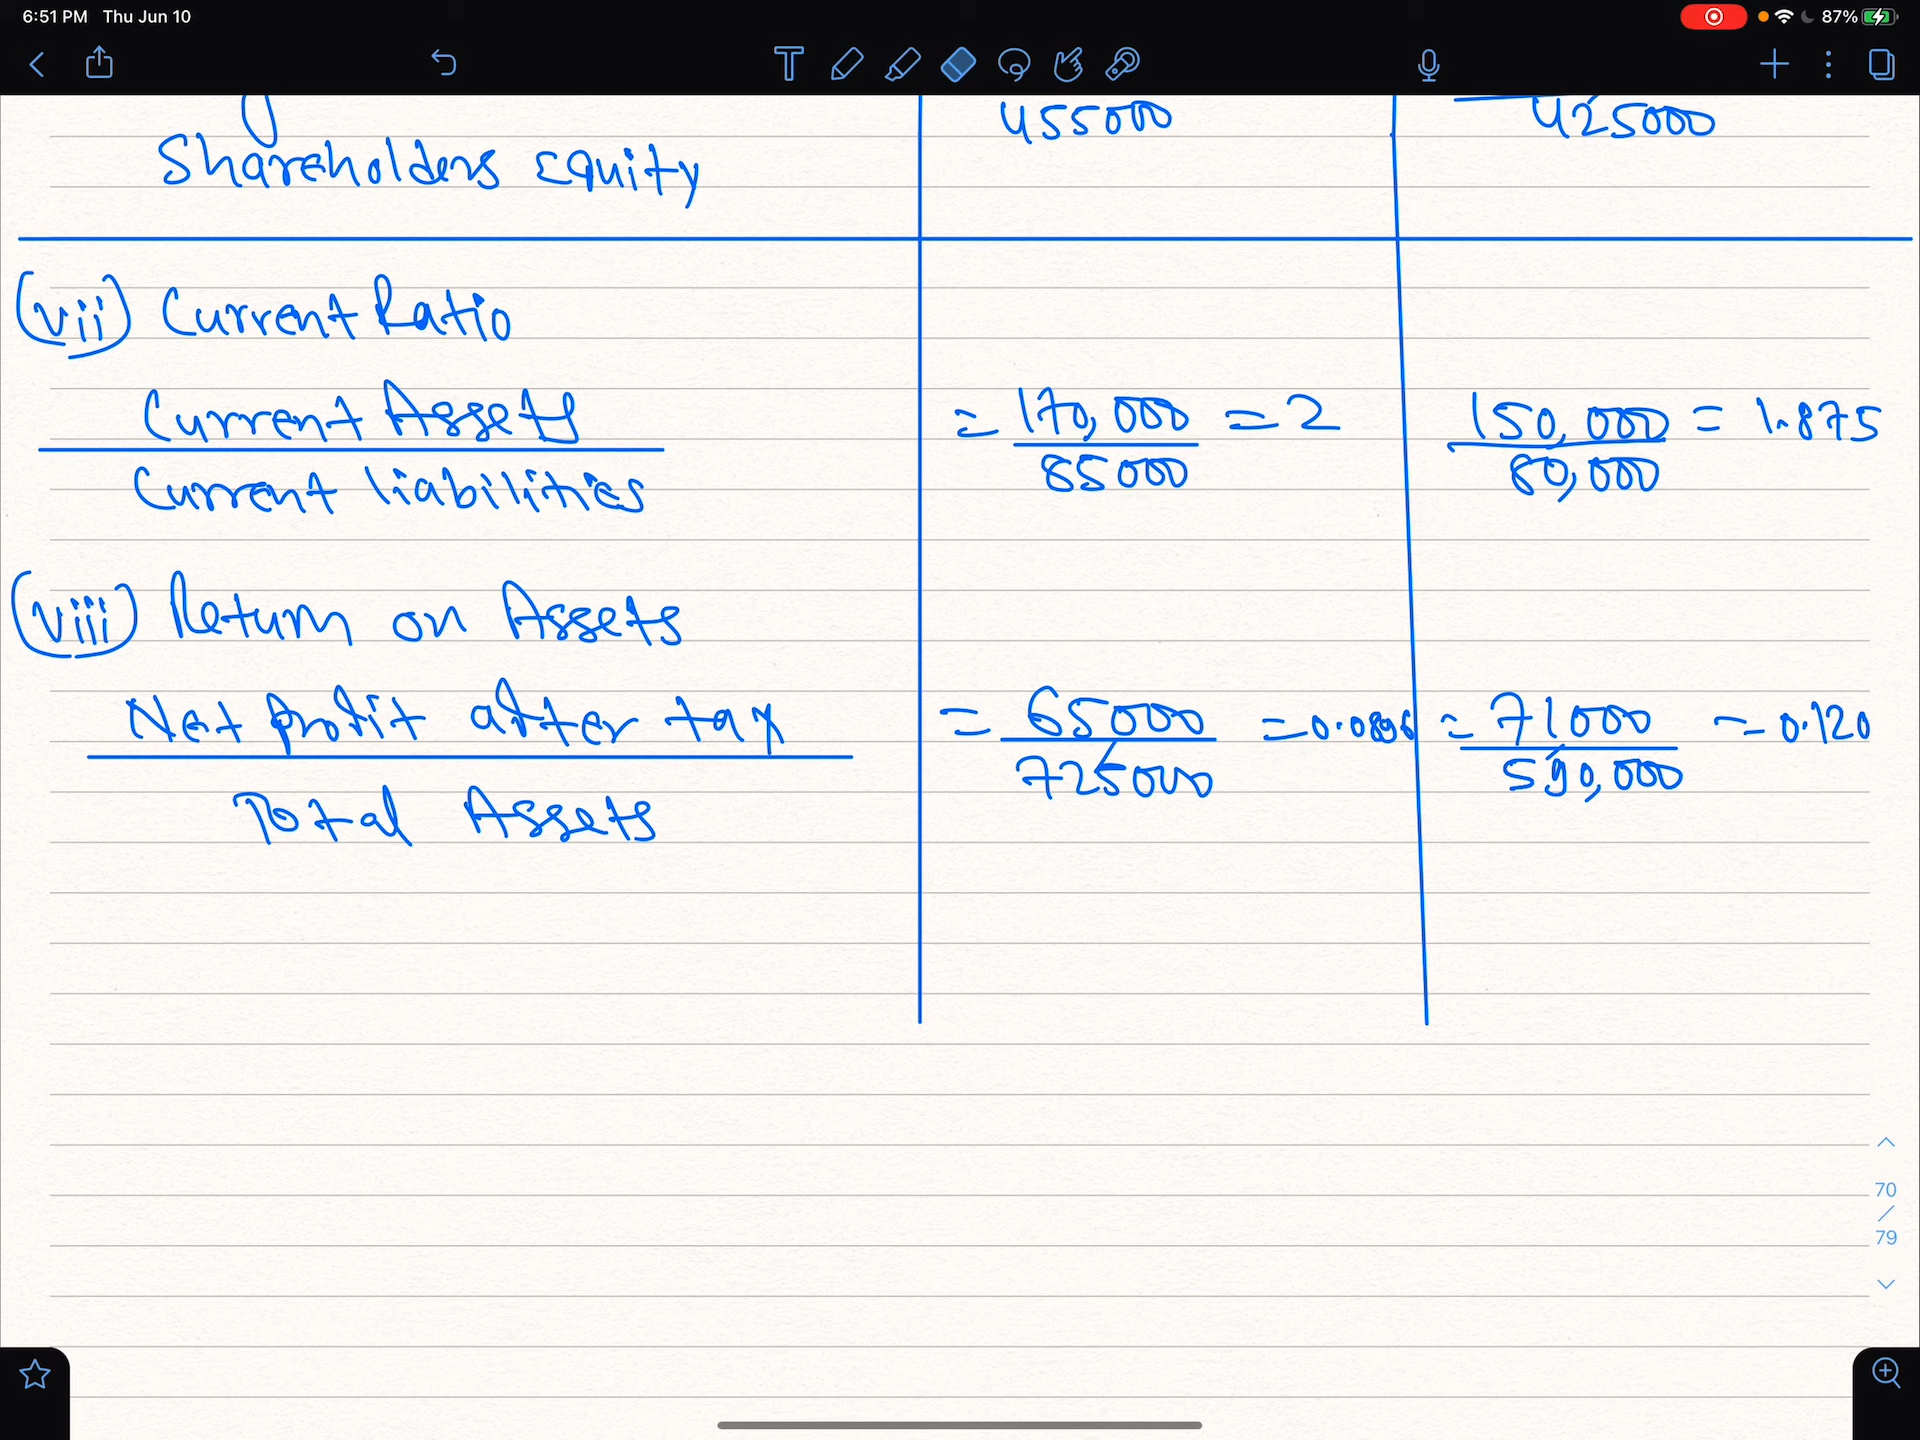 6:51 PM Thu Jun 10 87%
455000 425000
Shareholders Equity
(vii) Current Ratio
Current Assets = 170,000 = 2 150,000 = 1.875
Current liabilities 85000 80,000
(viii) Return on Assets
Net profit after tax = 65000 = 0.0896 = 71000 = 0.120
Total Assets 725000 590,000
70
/
79